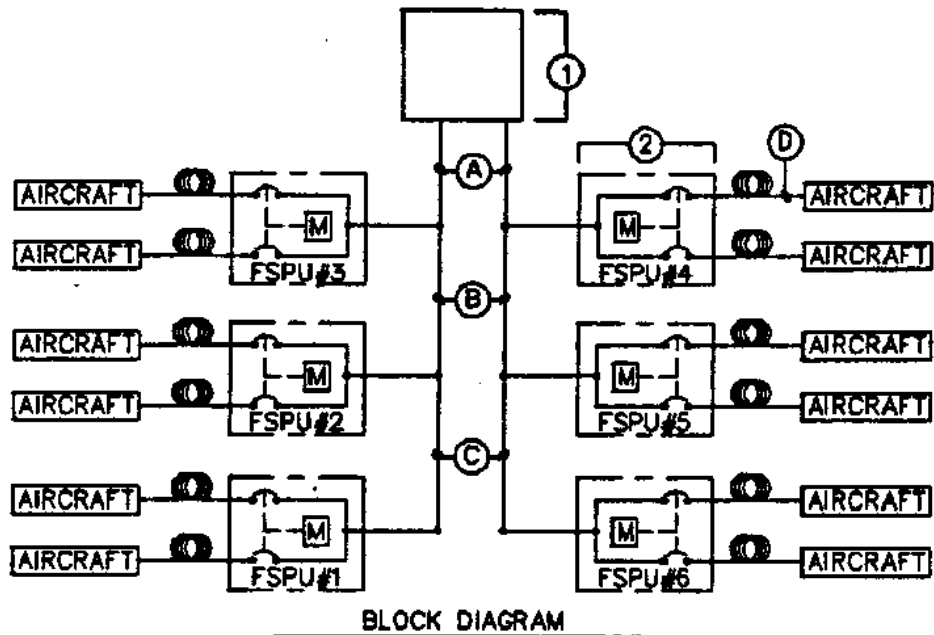 1
A
2
D
AIRCRAFT
M
AIRCRAFT
AIRCRAFT
AIRCRAFT
FSPU#3
M
FSPU#4
B
AIRCRAFT
M
AIRCRAFT
AIRCRAFT
AIRCRAFT
FSPU#2
M
FSPU#5
C
AIRCRAFT
M
AIRCRAFT
AIRCRAFT
AIRCRAFT
FSPU#1
M
FSPU#6
BLOCK DIAGRAM